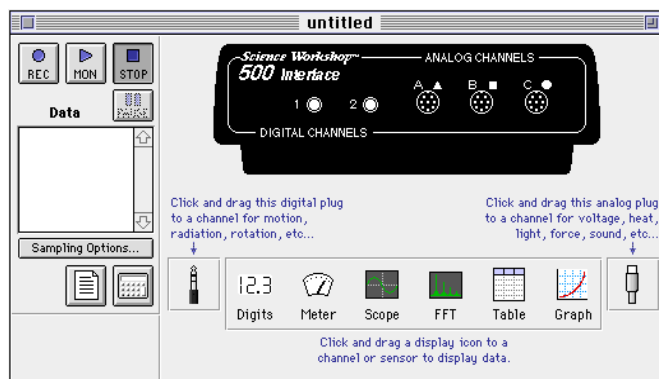 untitled
REC MON STOP
Data
Sampling Options...
Science Workshop™
500 Interface
ANALOG CHANNELS
A B C
1 2
DIGITAL CHANNELS
Click and drag this digital plug
to a channel for motion,
radiation, rotation, etc...
Click and drag this analog plug
to a channel for voltage, heat,
light, force, sound, etc...
12.3
Digits Meter Scope FFT Table Graph
Click and drag a display icon to a
channel or sensor to display data.